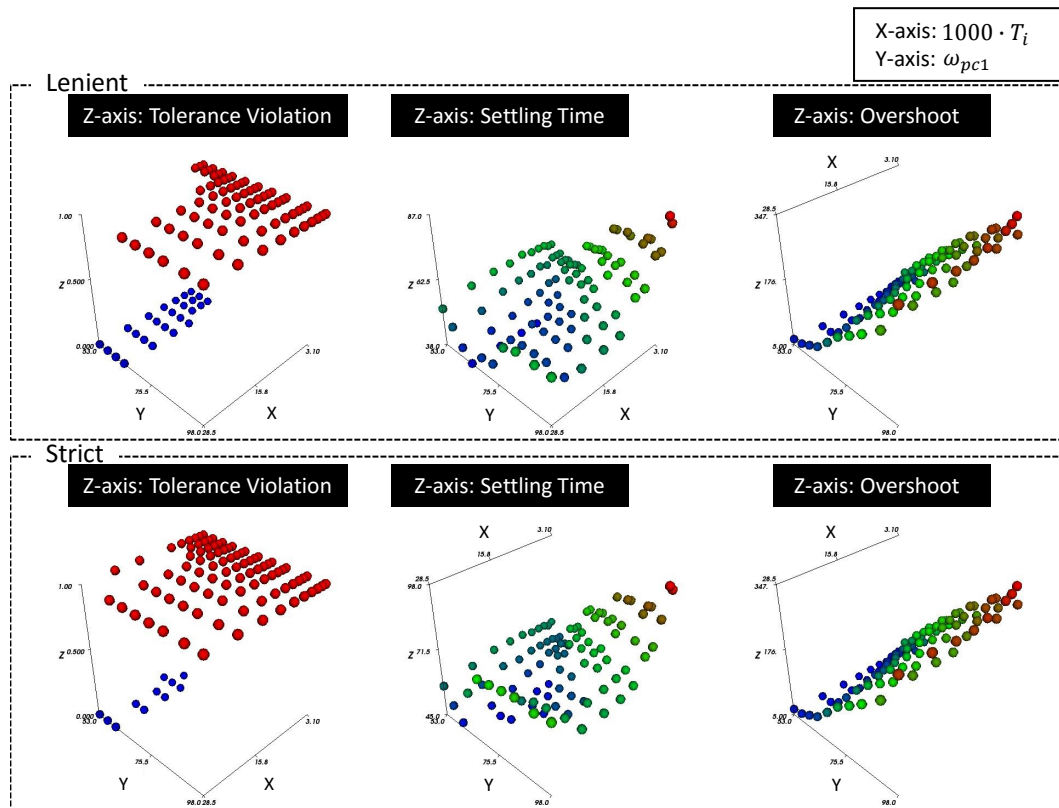 X-axis: 1000 · T_i
Y-axis: ω_pc1
Lenient
Z-axis: Tolerance Violation
Z-axis: Settling Time
Z-axis: Overshoot
1.00
0.500
0.000
Z
53.0
75.5
98.0
28.5
15.8
3.10
Y
X
87.0
62.5
38.0
Z
53.0
75.5
98.0
28.5
15.8
3.10
Y
X
X
3.10
15.8
28.5
347.
176.
5.00
Z
53.0
75.5
98.0
Y
Strict
Z-axis: Tolerance Violation
Z-axis: Settling Time
Z-axis: Overshoot
1.00
0.500
0.000
Z
53.0
75.5
98.0
28.5
15.8
3.10
Y
X
X
3.10
15.8
28.5
98.0
71.5
45.0
Z
53.0
75.5
98.0
Y
X
3.10
15.8
28.5
347.
176.
5.00
Z
53.0
75.5
98.0
Y